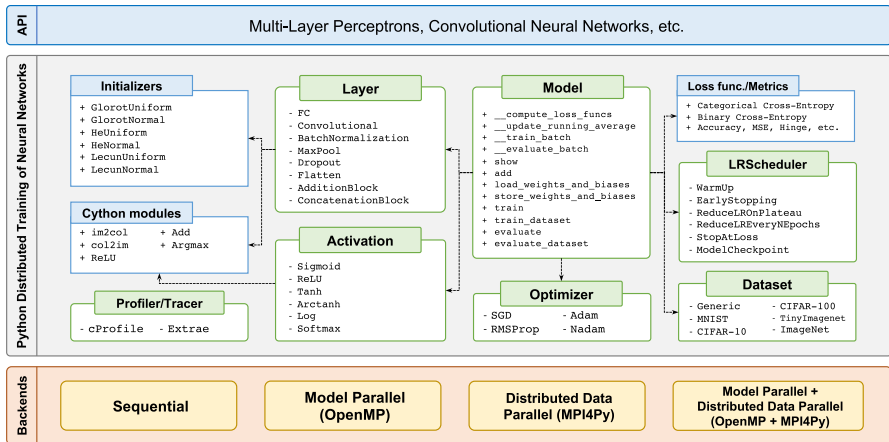 API
Multi-Layer Perceptrons, Convolutional Neural Networks, etc.
Python Distributed Training of Neural Networks
Initializers
+ GlorotUniform
+ GlorotNormal
+ HeUniform
+ HeNormal
+ LecunUniform
+ LecunNormal
Cython modules
+ im2col
+ col2im
+ ReLU
+ Add
+ Argmax
Profiler/Tracer
- cProfile
- Extrae
Layer
- FC
- Convolutional
- BatchNormalization
- MaxPool
- Dropout
- Flatten
- AdditionBlock
- ConcatenationBlock
Activation
- Sigmoid
- ReLU
- Tanh
- Arctanh
- Log
- Softmax
Model
+ __compute_loss_funcs
+ __update_running_average
+ __train_batch
+ __evaluate_batch
+ show
+ add
+ load_weights_and_biases
+ store_weights_and_biases
+ train
+ train_dataset
+ evaluate
+ evaluate_dataset
Optimizer
- SGD
- RMSProp
- Adam
- Nadam
Loss func./Metrics
+ Categorical Cross-Entropy
+ Binary Cross-Entropy
+ Accuracy, MSE, Hinge, etc.
LRScheduler
- WarmUp
- EarlyStopping
- ReduceLROnPlateau
- ReduceLREveryNEpochs
- StopAtLoss
- ModelCheckpoint
Dataset
- Generic
- MNIST
- CIFAR-10
- CIFAR-100
- TinyImagenet
- ImageNet
Backends
Sequential
Model Parallel
(OpenMP)
Distributed Data
Parallel (MPI4Py)
Model Parallel +
Distributed Data Parallel
(OpenMP + MPI4Py)